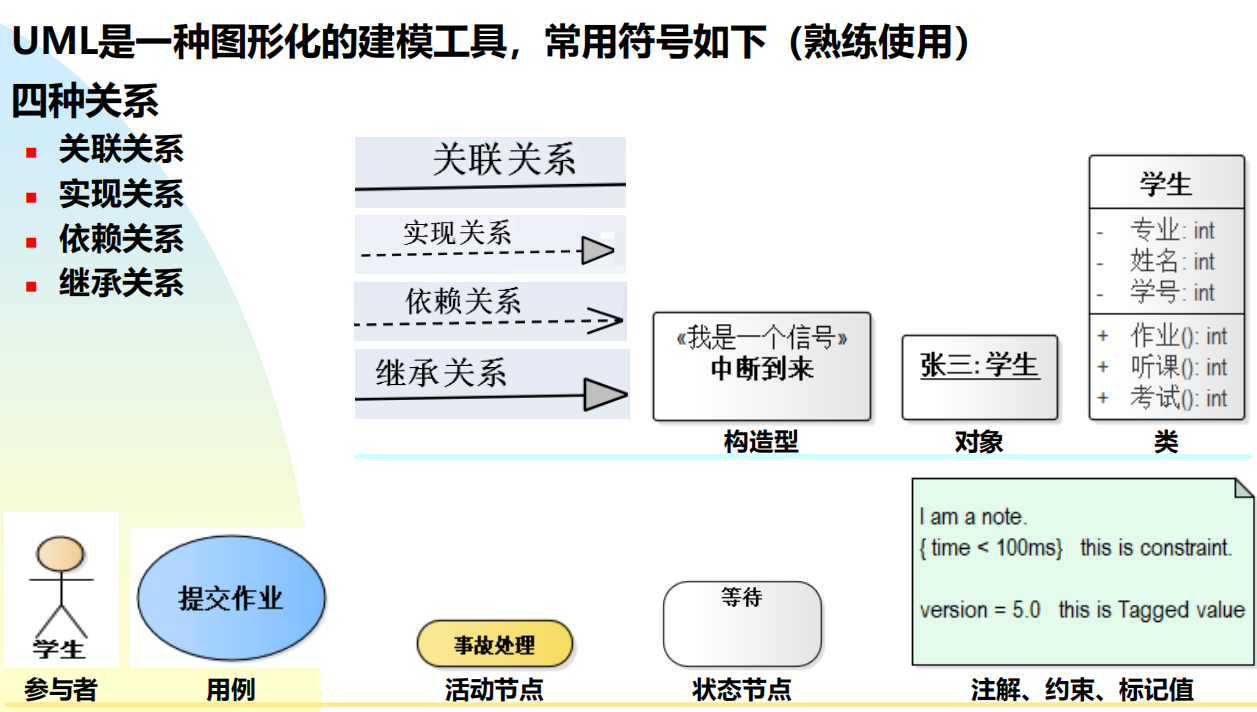 UML是一种图形化的建模工具，常用符号如下（熟练使用）
四种关系
关联关系
实现关系
依赖关系
继承关系
关联关系
实现关系
依赖关系
继承关系
«我是一个信号»
中断到来
构造型
张三: 学生
对象
学生
- 专业: int
- 姓名: int
- 学号: int
+ 作业(): int
+ 听课(): int
+ 考试(): int
类
学生
参与者
提交作业
用例
事故处理
活动节点
等待
状态节点
I am a note.
{ time < 100ms} this is constraint.
version = 5.0 this is Tagged value
注解、约束、标记值